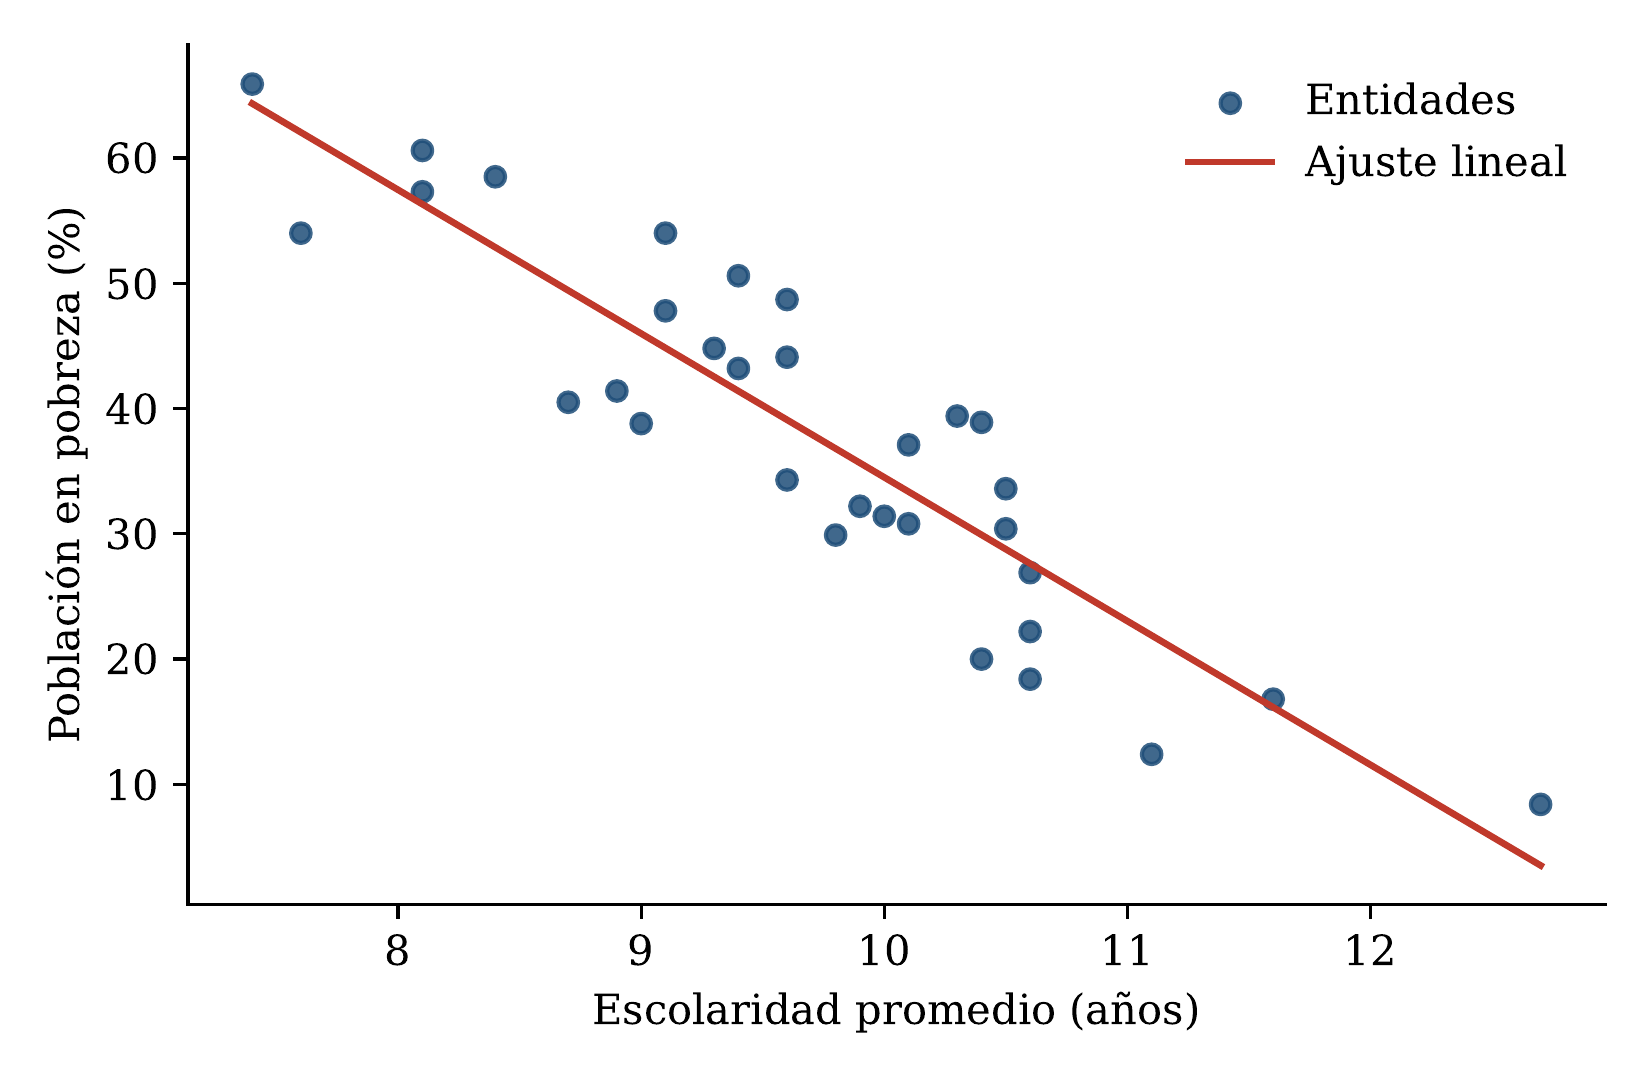 Entidades
Ajuste lineal
Población en pobreza (%)
60
50
40
30
20
10
8 9 10 11 12
Escolaridad promedio (años)